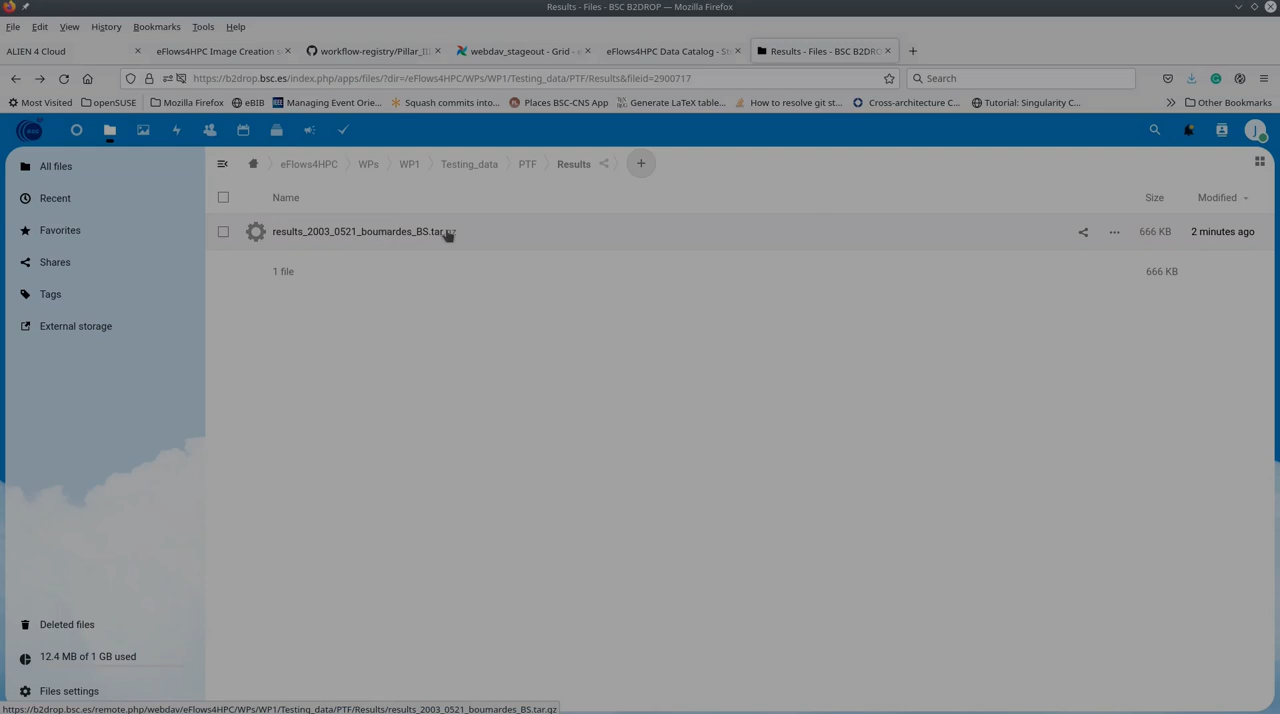 Results - Files - BSC B2DROP — Mozilla Firefox
File Edit View History Bookmarks Tools Help
ALIEN 4 Cloud eFlows4HPC Image Creation s workflow-registry/Pillar_II webdav_stageout - Grid - e eFlows4HPC Data Catalog - St Results - Files - BSC B2DRO
https://b2drop.bsc.es/index.php/apps/files/?dir=/eFlows4HPC/WPs/WP1/Testing_data/PTF/Results&fileid=2900717 Search
Most Visited openSUSE Mozilla Firefox eBIB Managing Event Orie... Squash commits into... Places BSC-CNS App Generate LaTeX table... How to resolve git st... Cross-architecture C... Tutorial: Singularity C... Other Bookmarks
J
All files
Recent
Favorites
Shares
Tags
External storage
Deleted files
12.4 MB of 1 GB used
Files settings
eFlows4HPC WPs WP1 Testing_data PTF Results
Name Size Modified
results_2003_0521_boumardes_BS.tar.gz 666 KB 2 minutes ago
1 file 666 KB
https://b2drop.bsc.es/remote.php/webdav/eFlows4HPC/WPs/WP1/Testing_data/PTF/Results/results_2003_0521_boumardes_BS.tar.gz